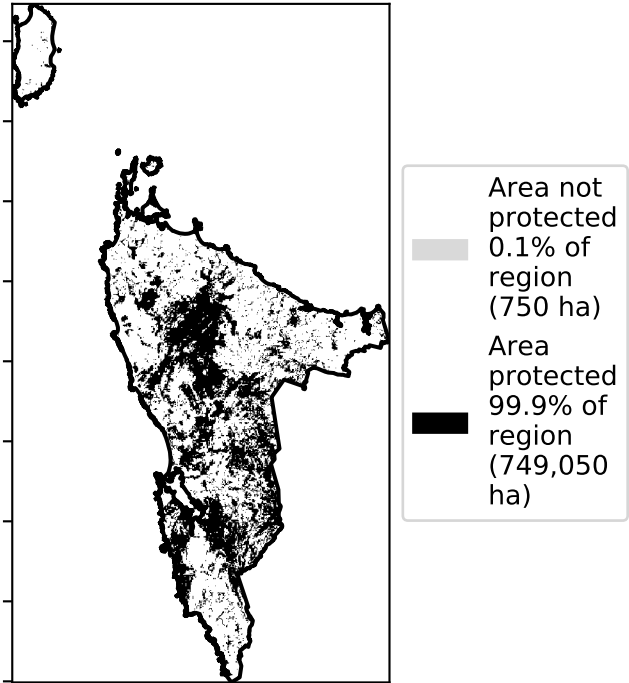 Area not
protected
0.1% of
region
(750 ha)
Area
protected
99.9% of
region
(749,050
ha)